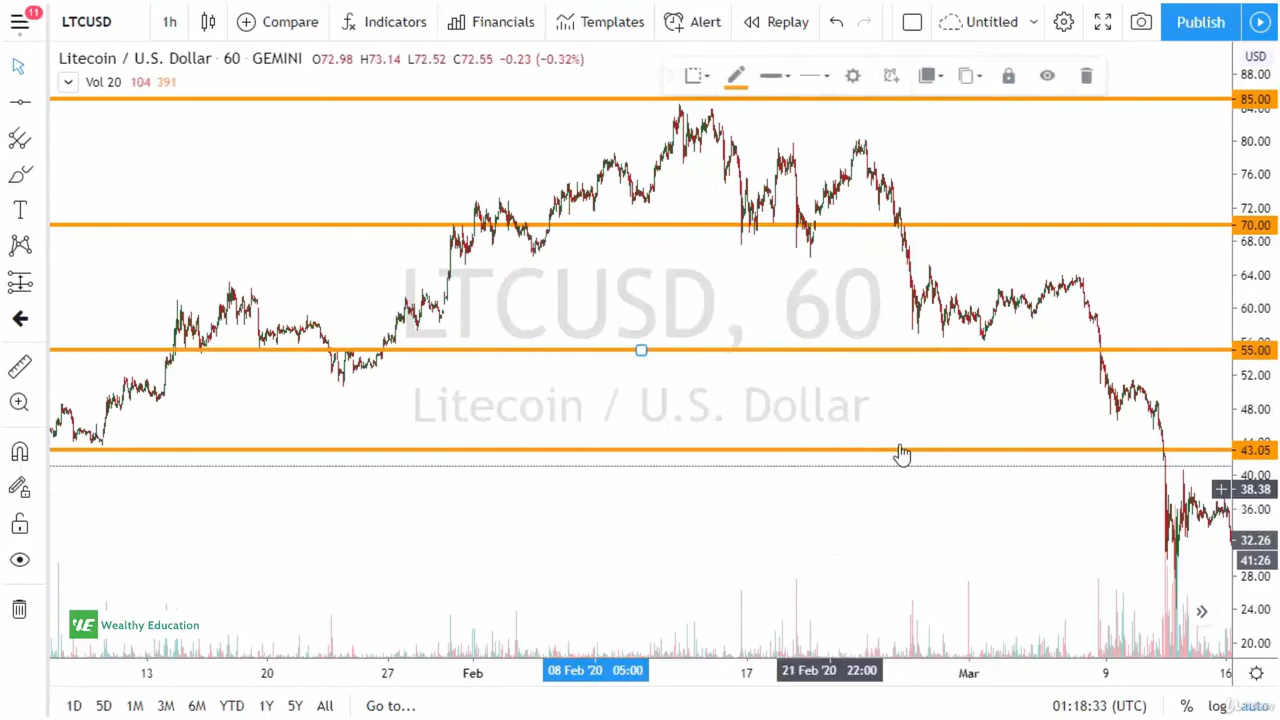 11
LTCUSD 1h Compare Indicators Financials Templates Alert Replay Untitled Publish
Litecoin / U.S. Dollar · 60 · GEMINI O72.98 H73.14 L72.52 C72.55 -0.23 (-0.32%)
USD
Vol 20 104 391
88.00
85.00
84.00
80.00
76.00
72.00
70.00
68.00
64.00
60.00
LTCUSD, 60
55.00
52.00
Litecoin / U.S. Dollar
48.00
44.00
43.05
40.00
38.38
36.00
32.26
41:26
28.00
24.00
Wealthy Education
20.00
13 20 27 Feb 08 Feb '20 05:00 17 21 Feb '20 22:00 Mar 9 16
1D 5D 1M 3M 6M YTD 1Y 5Y All Go to... 01:18:33 (UTC) % log auto